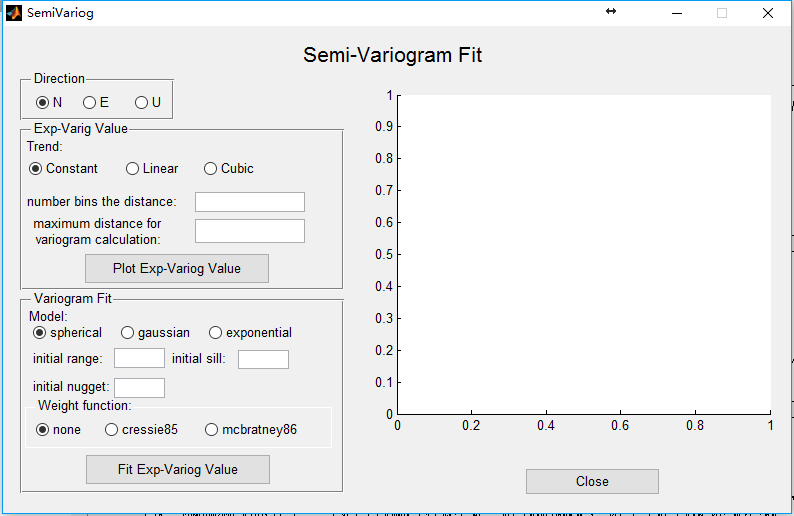 SemiVariog
Semi-Variogram Fit
Direction
N E U
Exp-Varig Value
Trend:
Constant Linear Cubic
number bins the distance:
maximum distance for
variogram calculation:
Plot Exp-Variog Value
Variogram Fit
Model:
spherical gaussian exponential
initial range: initial sill:
initial nugget:
Weight function:
none cressie85 mcbratney86
Fit Exp-Variog Value
1
0.9
0.8
0.7
0.6
0.5
0.4
0.3
0.2
0.1
0
0 0.2 0.4 0.6 0.8 1
Close